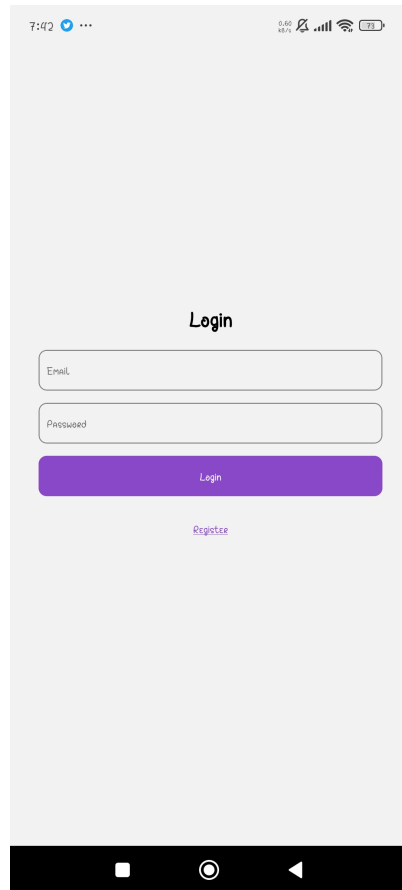 7:42 ...
0.60
KB/s
73
Login
Email
Password
Login
Register